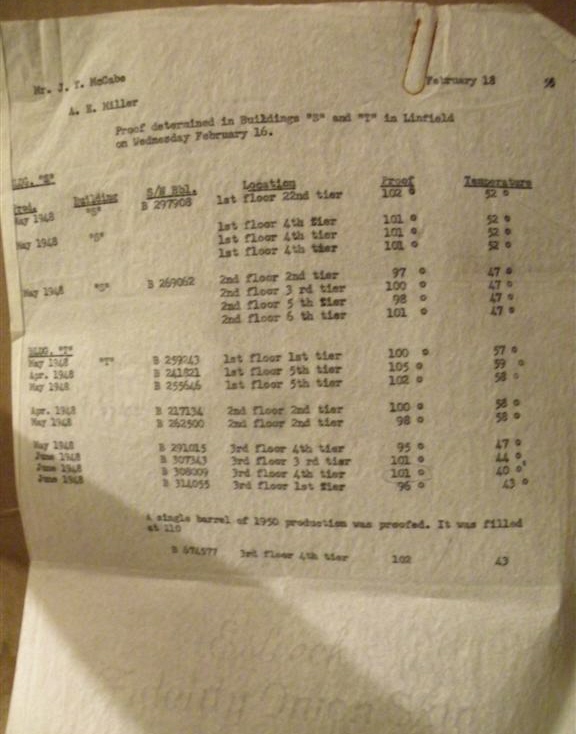 Mr. J. Y. McCabe February 18 56
A. E. Miller
Proof determined in Buildings "S" and "T" in Linfield
on Wednesday February 16.
BLDG. "S"
Prod. Building S/N Bbl. Location Proof Temperature
May 1948 "S" B 297908 1st floor 22nd tier 102 ° 52 °
1st floor 4th tier 101 ° 52 °
May 1948 "S" 1st floor 4th tier 101 ° 52 °
1st floor 4th tier 101 ° 52 °
2nd floor 2nd tier 97 ° 47 °
May 1948 "S" B 269062 2nd floor 3 rd tier 100 ° 47 °
2nd floor 5 th tier 98 ° 47 °
2nd floor 6 th tier 101 ° 47 °
BLDG. "T"
May 1948 "T" B 259243 1st floor 1st tier 100 ° 57 °
Apr. 1948 B 241821 1st floor 5th tier 105 ° 59 °
May 1948 B 255646 1st floor 5th tier 102 ° 58 °
Apr. 1948 B 217134 2nd floor 2nd tier 100 ° 58 °
May 1948 B 262500 2nd floor 2nd tier 98 ° 58 °
May 1948 B 291015 3rd floor 4th tier 95 ° 47 °
June 1948 B 307343 3rd floor 3 rd tier 101 ° 44 °
June 1948 B 308009 3rd floor 4th tier 101 ° 40 °
June 1948 B 314055 3rd floor 1st tier 96 ° 43 °
A single barrel of 1950 production was proofed. It was filled
at 110
B 674577 3rd floor 4th tier 102 43
Onion Skin